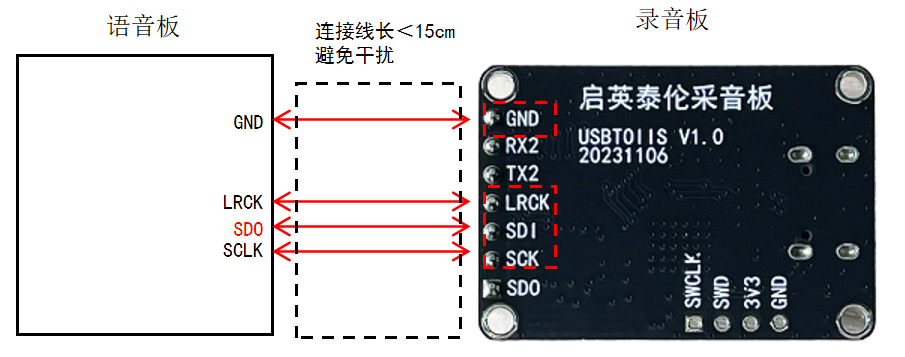 语音板
录音板
连接线长＜15cm
避免干扰
GND
LRCK
SDO
SCLK
启英泰伦采音板
USBTOIIS V1.0
20231106
GND
RX2
TX2
LRCK
SDI
SCK
SDO
SWCLK
SWD
3V3
GND